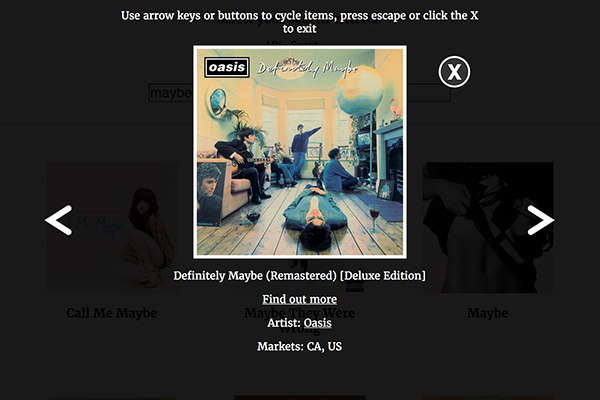 Use arrow keys or buttons to cycle items, press escape or click the X
to exit
maybe
X
oasis Definitely Maybe
Definitely Maybe (Remastered) [Deluxe Edition]
Find out more
Call Me Maybe
Maybe They Were
Wrong
Maybe
Artist: Oasis
Markets: CA, US